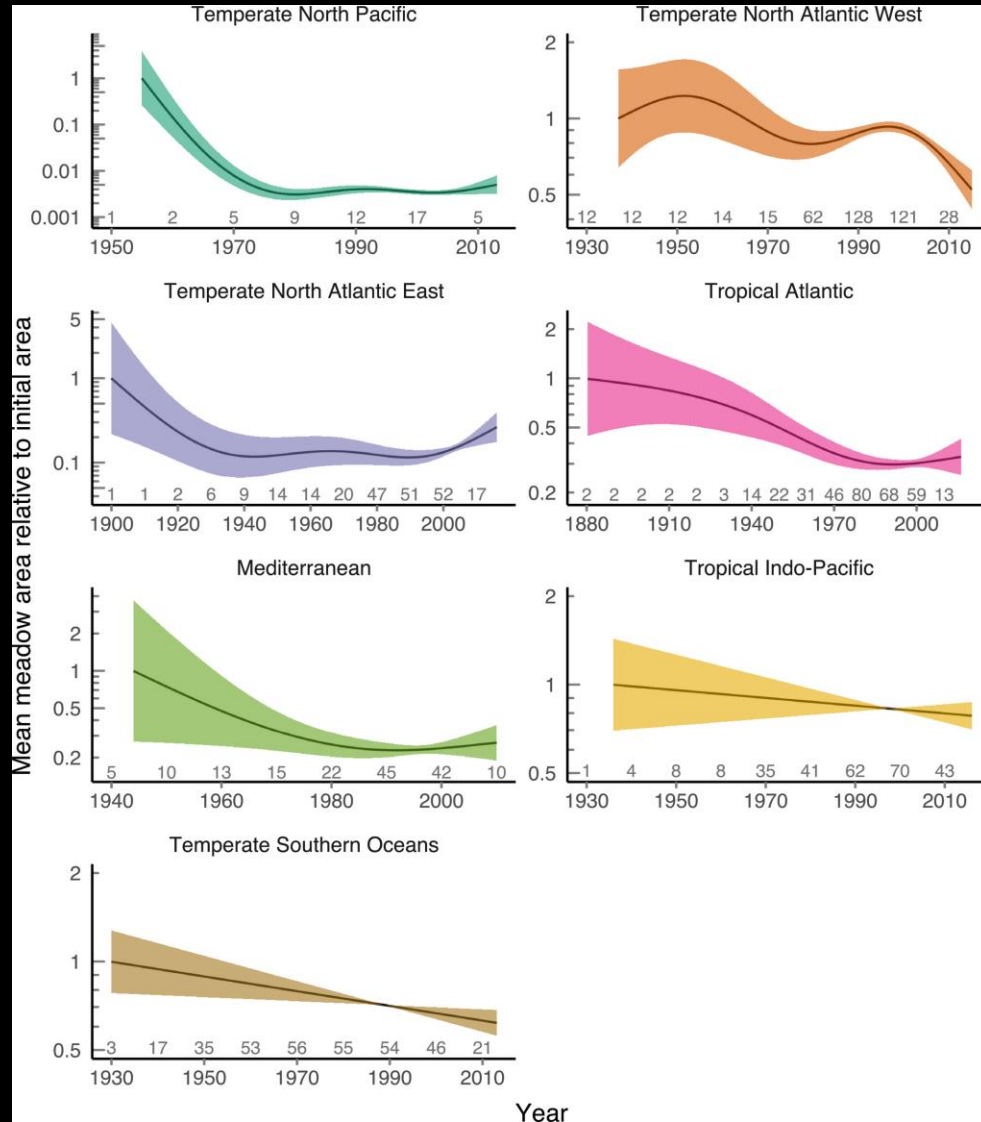 Temperate North Pacific
1
0.1
0.01
0.001
1 2 5 9 12 17 5
1950 1970 1990 2010
Temperate North Atlantic West
2
1
0.5
12 12 12 14 15 62 128 121 28
1930 1950 1970 1990 2010
Temperate North Atlantic East
5
1
0.1
1 1 2 6 9 14 14 20 47 51 52 17
1900 1920 1940 1960 1980 2000
Tropical Atlantic
2
1
0.5
0.2
2 2 2 2 2 3 14 22 31 46 80 68 59 13
1880 1910 1940 1970 2000
Mean meadow area relative to initial area
Mediterranean
2
1
0.5
0.2
5 10 13 15 22 45 42 10
1940 1960 1980 2000
Tropical Indo-Pacific
2
1
0.5
1 4 8 8 35 41 62 70 43
1930 1950 1970 1990 2010
Temperate Southern Oceans
2
1
0.5
3 17 35 53 56 55 54 46 21
1930 1950 1970 1990 2010
Year